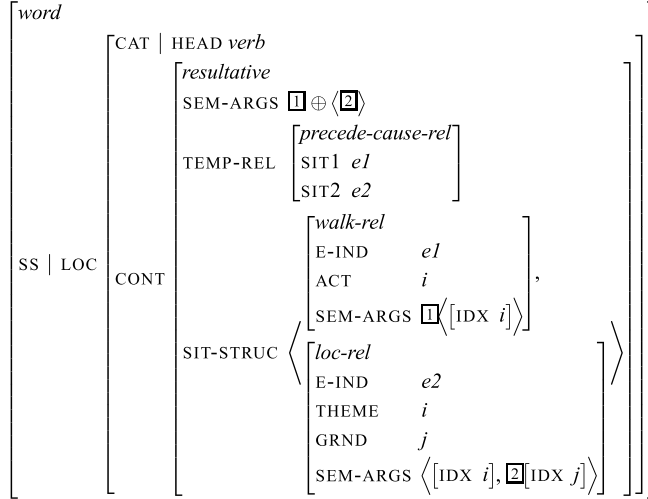 word
CAT | HEAD verb
resultative
SEM-ARGS 1 ⊕ ⟨2⟩
precede-cause-rel
TEMP-REL SIT1 e1
SIT2 e2
walk-rel
E-IND e1
SS | LOC CONT ACT i ,
SEM-ARGS 1⟨[IDX i]⟩
SIT-STRUC ⟨ loc-rel ⟩
E-IND e2
THEME i
GRND j
SEM-ARGS ⟨[IDX i], 2[IDX j]⟩